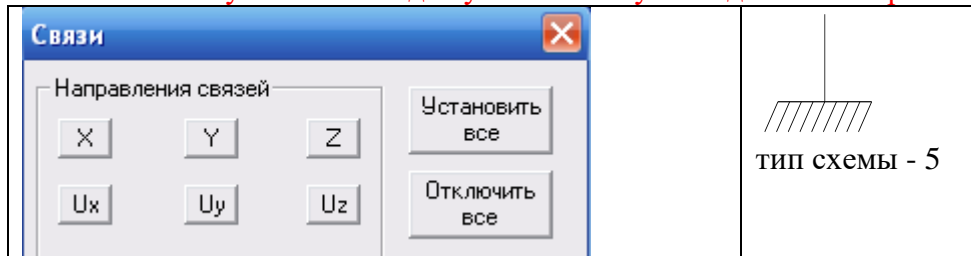 Связи
Направления связей
X Y Z
Ux Uy Uz
Установить
все
Отключить
все
тип схемы - 5